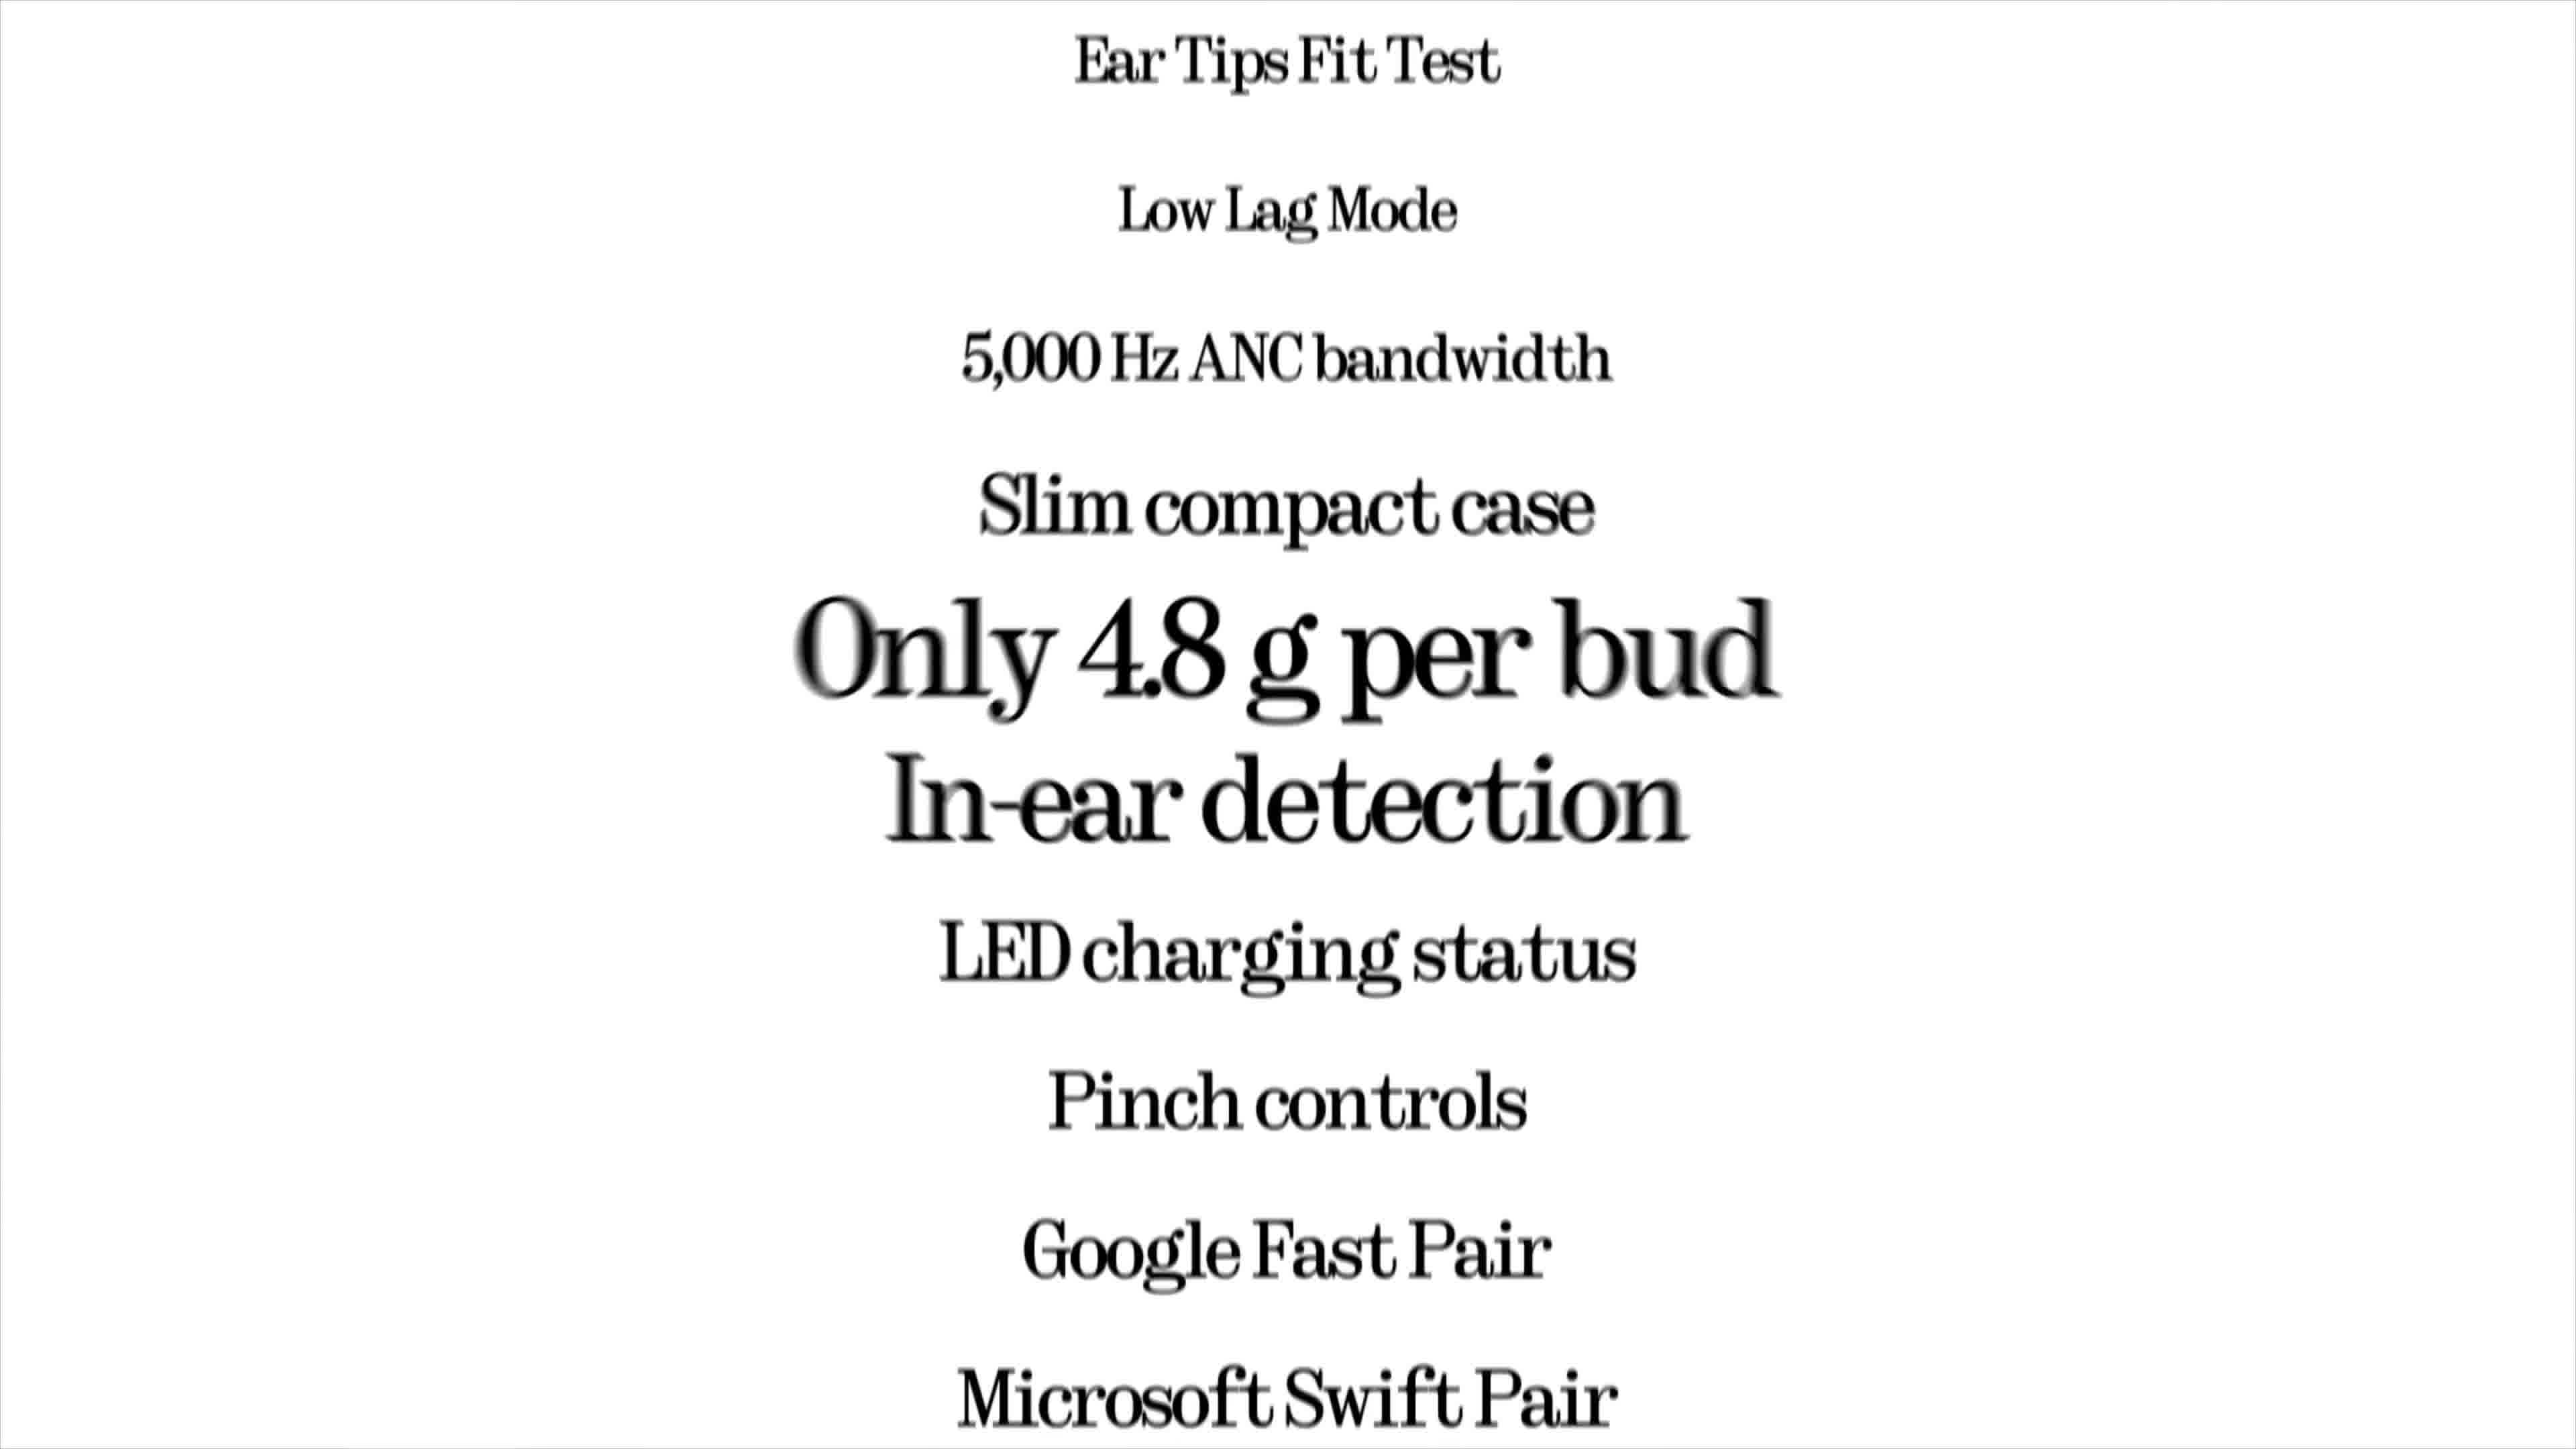 Ear Tips Fit Test
Low Lag Mode
5,000 Hz ANC bandwidth
Slim compact case
Only 4.8 g per bud
In-ear detection
LED charging status
Pinch controls
Google Fast Pair
Microsoft Swift Pair